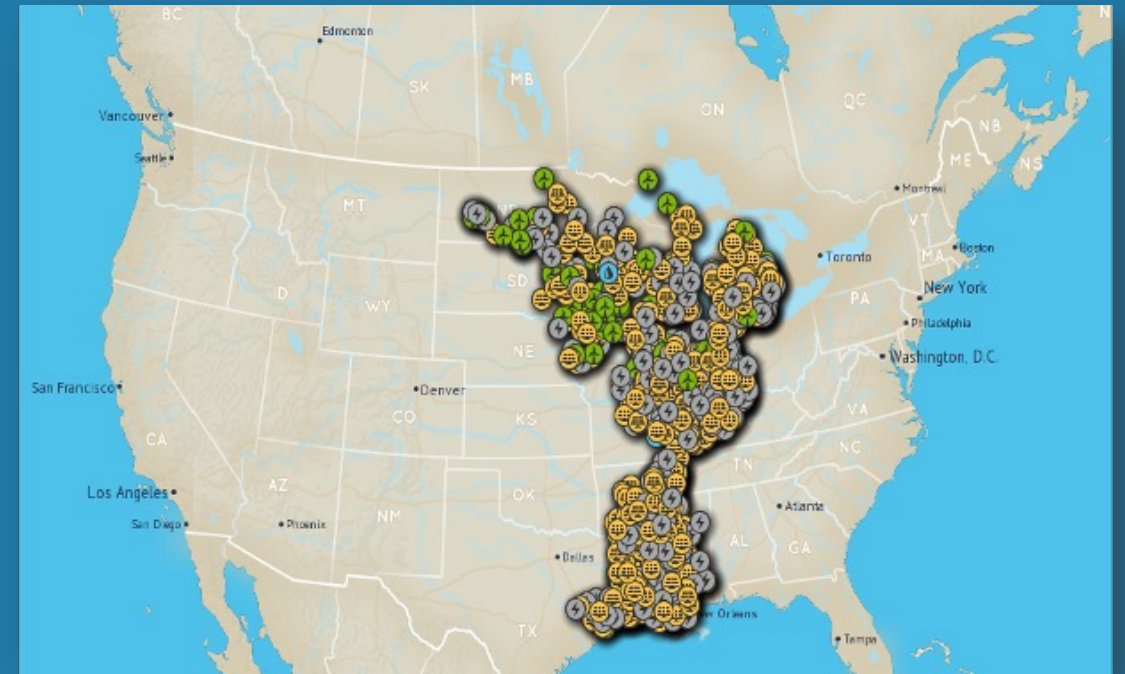 BC
N
Edmonton
SK
MB
ON
QC
Vancouver
NB
Seattle
ME
NS
MT
Montreal
VT
Boston
MA
Toronto
SD
ID
WY
PA
New York
Philadelphia
NE
Washington, D.C.
San Francisco
Denver
CO
KS
VA
CA
NC
TN
AZ
Los Angeles
OK
NM
San Diego
Phoenix
Atlanta
AL
GA
Dallas
Orleans
TX
Tampa